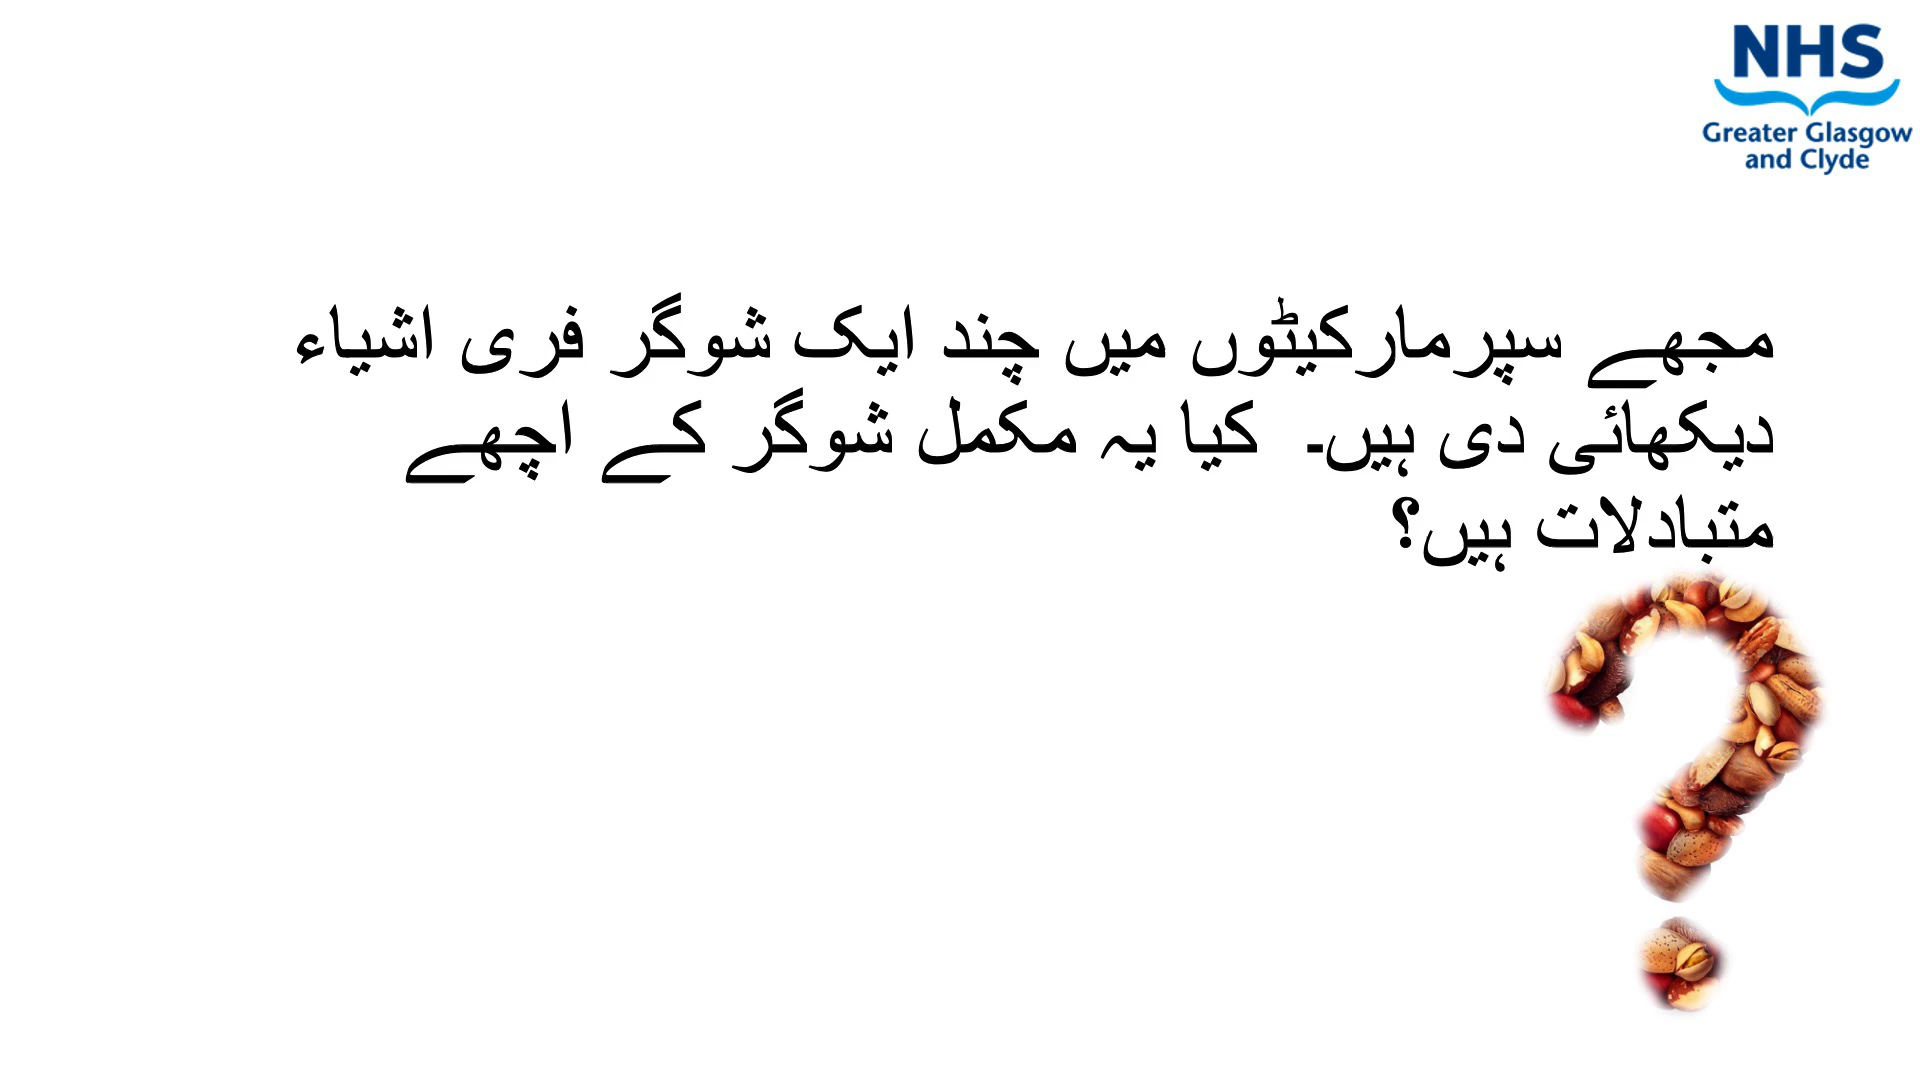 NHS
Greater Glasgow
and Clyde
مجھے سپرمارکیٹوں میں چند ایک شوگر فری اشیاء
دیکھائی دی ہیں۔ کیا یہ مکمل شوگر کے اچھے
متبادلات ہیں؟